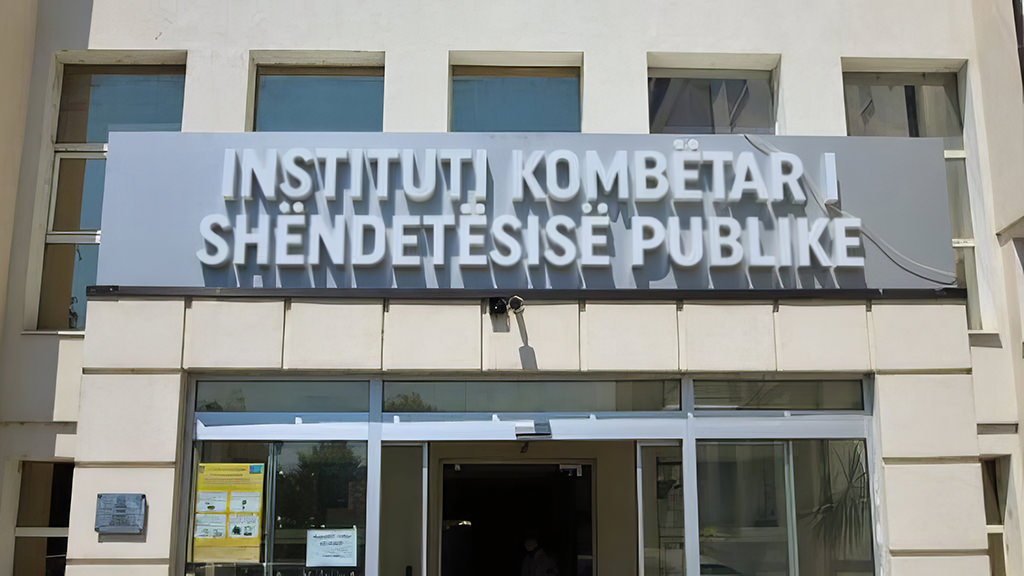 INSTITUTI KOMBËTAR I
SHËNDETËSISË PUBLIKE